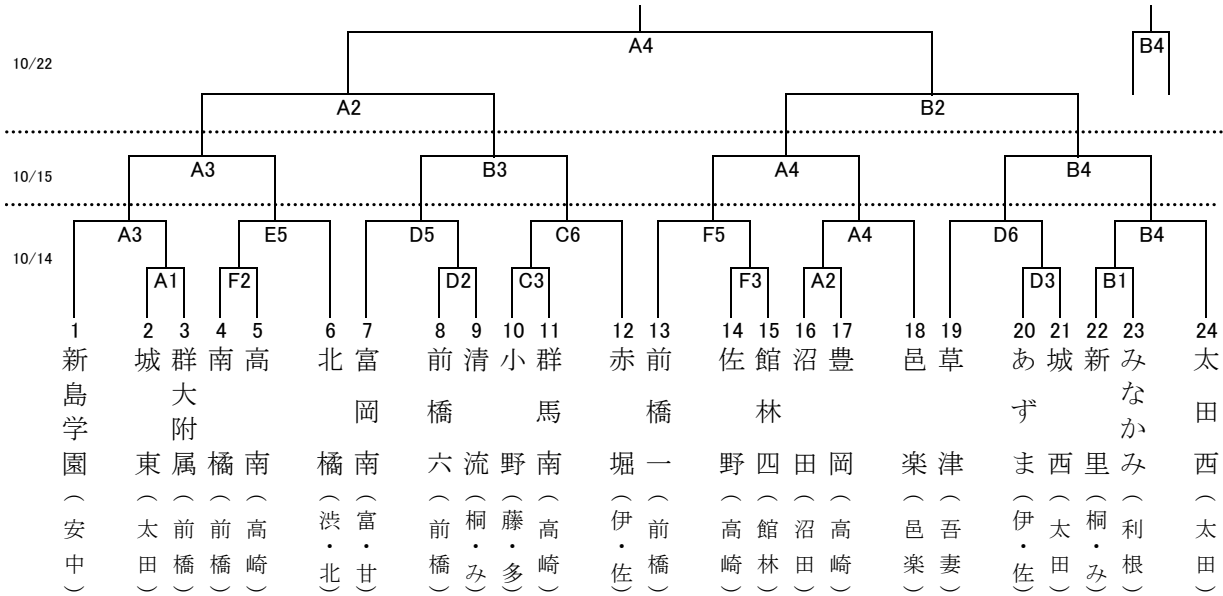 A4
B4
10/22
A2
B2
A3
B3
A4
B4
10/15
A3
E5
D5
C6
F5
A4
D6
B4
10/14
A1
F2
D2
C3
F3
A2
D3
B1
1
2
3
4
5
6
7
8
9
10
11
12
13
14
15
16
17
18
19
20
21
22
23
24
新島学園（安中）
城東（太田）
群大附属（前橋）
南橘（前橋）
高南（高崎）
北橘（渋・北）
富岡南（富・甘）
前橋六（前橋）
清流（桐・み）
小野（藤・多）
群馬南（高崎）
赤堀（伊・佐）
前橋一（前橋）
佐野（高崎）
館林四（館林）
沼田（沼田）
豊岡（高崎）
邑楽（邑楽）
草津（吾妻）
あずま（伊・佐）
城西（太田）
新里（桐・み）
みなかみ（利根）
太田西（太田）